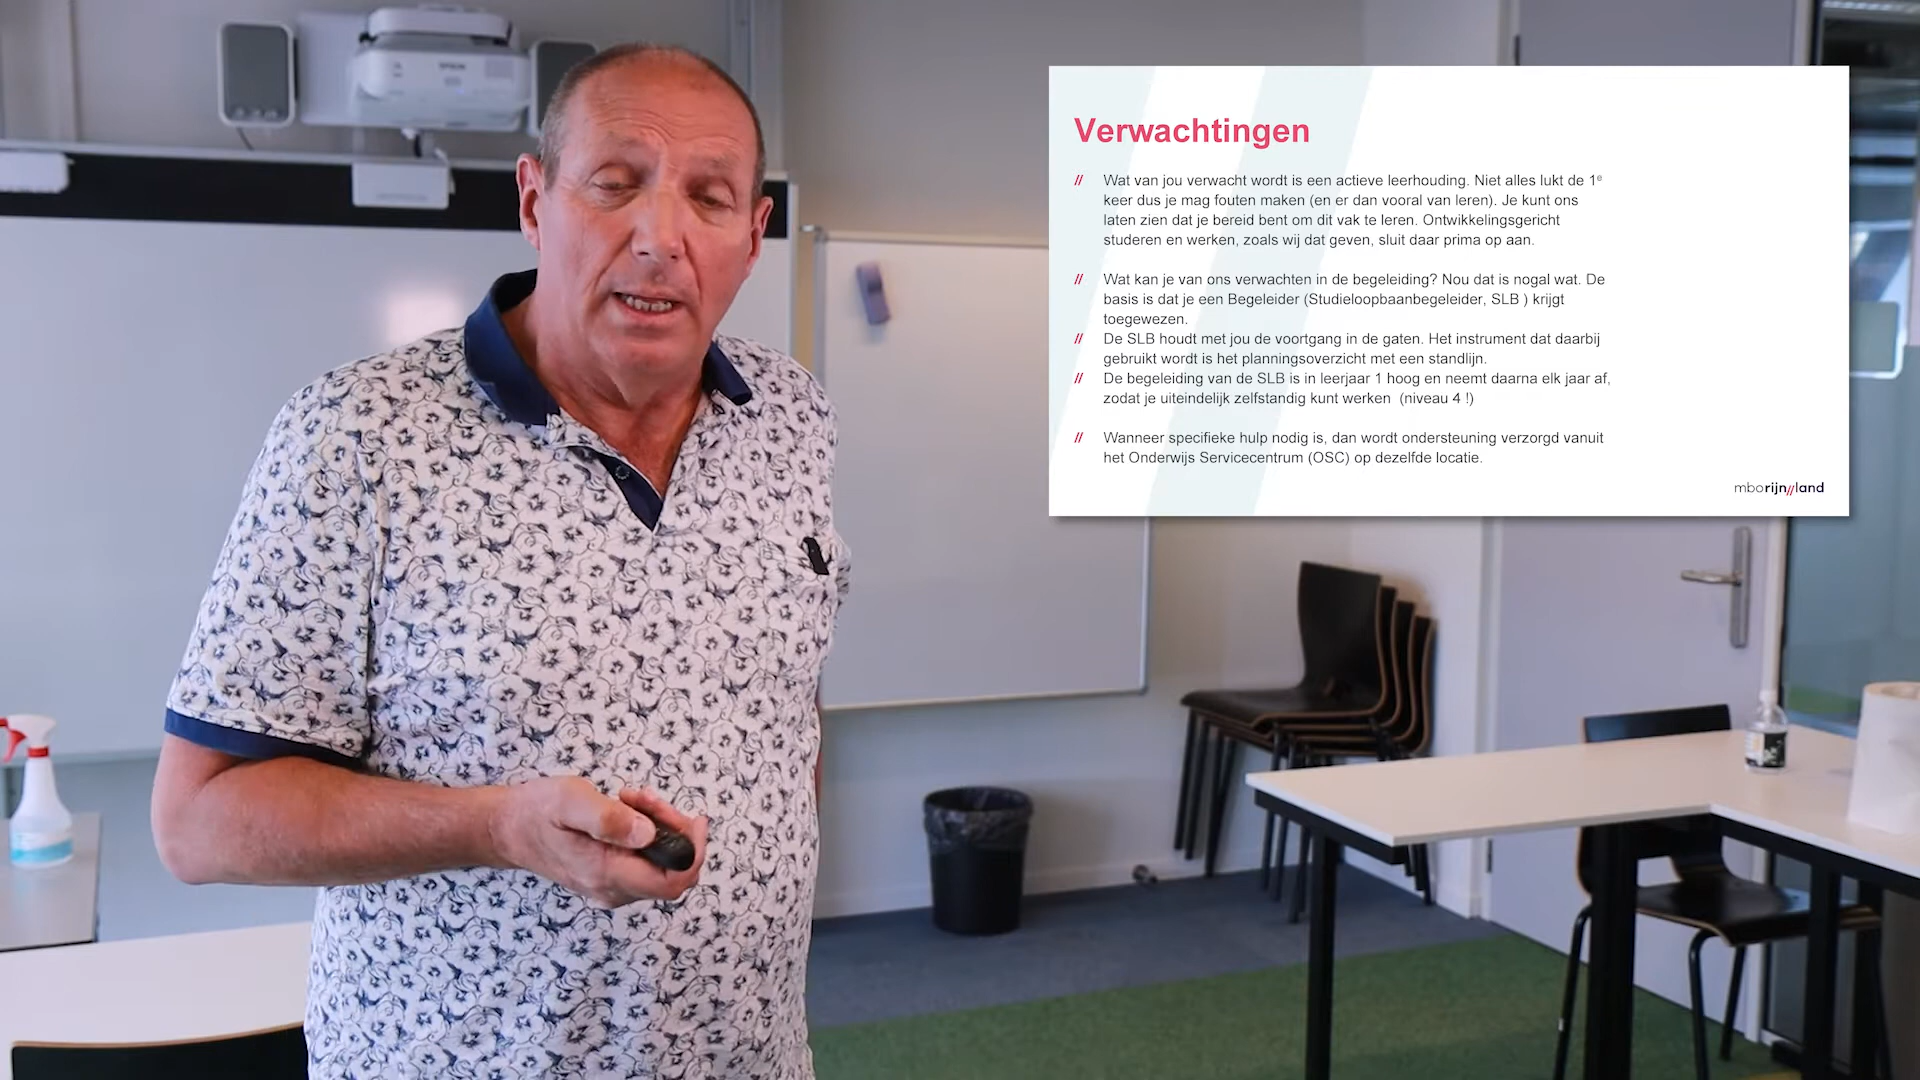 EPSON
Verwachtingen
// Wat van jou verwacht wordt is een actieve leerhouding. Niet alles lukt de 1e
keer dus je mag fouten maken (en er dan vooral van leren). Je kunt ons
laten zien dat je bereid bent om dit vak te leren. Ontwikkelingsgericht
studeren en werken, zoals wij dat geven, sluit daar prima op aan.
// Wat kan je van ons verwachten in de begeleiding? Nou dat is nogal wat. De
basis is dat je een Begeleider (Studieloopbaanbegeleider, SLB ) krijgt
toegewezen.
// De SLB houdt met jou de voortgang in de gaten. Het instrument dat daarbij
gebruikt wordt is het planningsoverzicht met een standlijn.
// De begeleiding van de SLB is in leerjaar 1 hoog en neemt daarna elk jaar af,
zodat je uiteindelijk zelfstandig kunt werken (niveau 4 !)
// Wanneer specifieke hulp nodig is, dan wordt ondersteuning verzorgd vanuit
het Onderwijs Servicecentrum (OSC) op dezelfde locatie.
mborijn//land